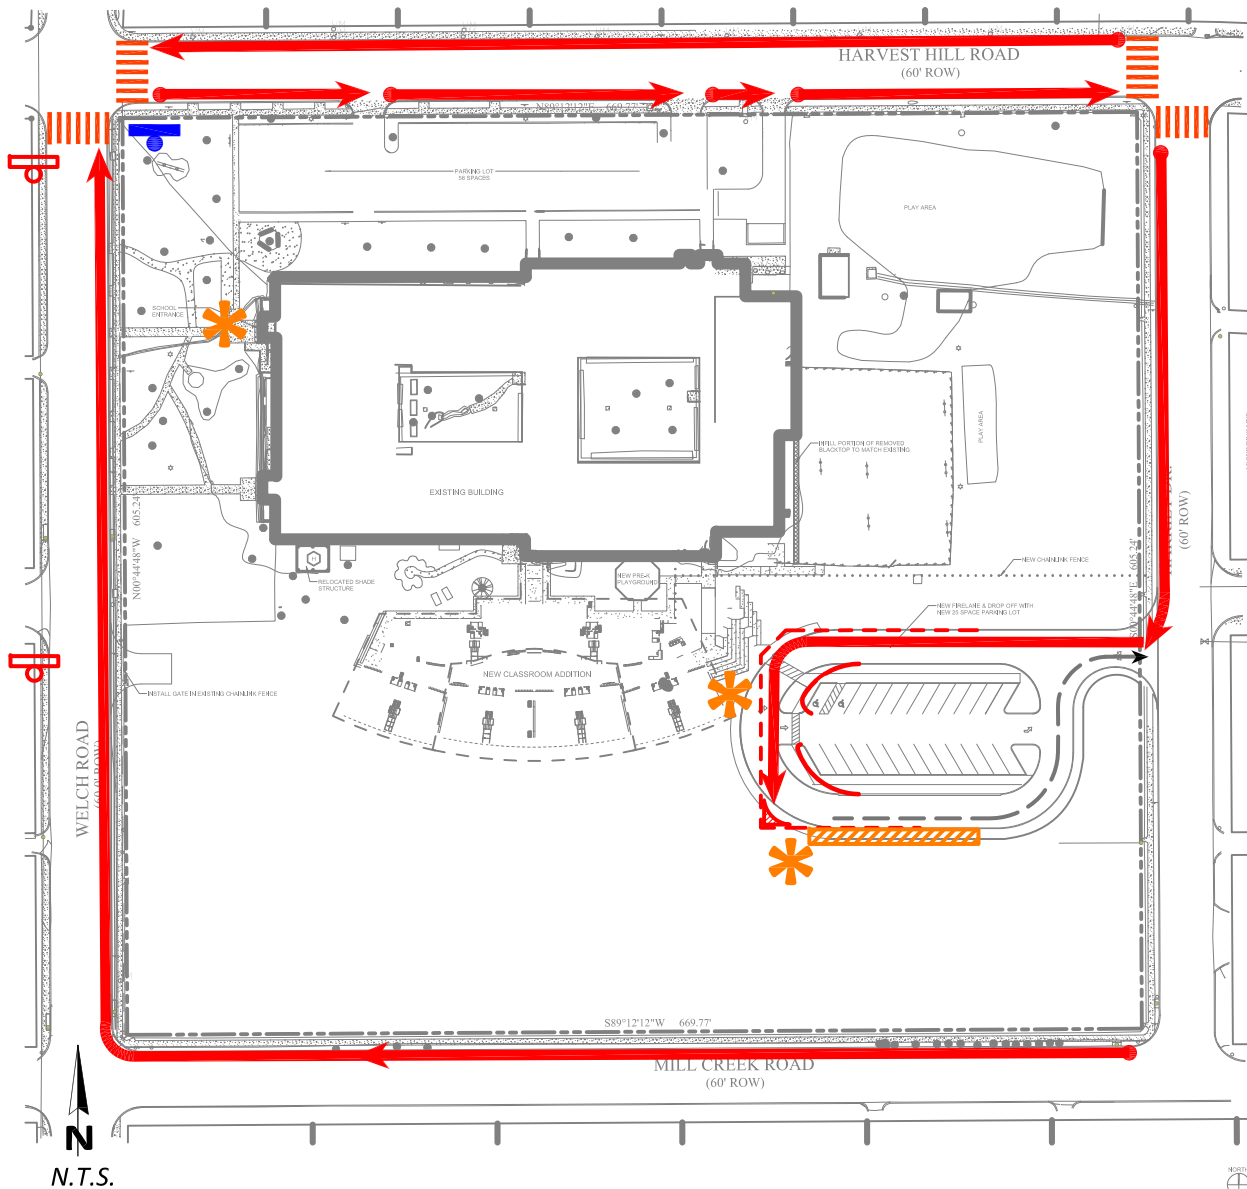 HARVEST HILL ROAD
(60' ROW)
N89°12'12"E 669.77'
PARKING LOT
56 SPACES
PLAY AREA
SCHOOL
ENTRANCE
PLAY AREA
INFILL PORTION OF REMOVED
BLACKTOP TO MATCH EXISTING
EXISTING BUILDING
N00°44'48"W 605.24'
(60' ROW)
605.24'
NEW CHAINLINK FENCE
H
RELOCATED SHADE
STRUCTURE
NEW PRE-K
PLAYGROUND
NEW FIRELANE & DROP OFF WITH
NEW 25 SPACE PARKING LOT
NEW CLASSROOM ADDITION
INSTALL GATE IN EXISTING CHAINLINK FENCE
WELCH ROAD
S89°12'12"W 669.77'
MILL CREEK ROAD
(60' ROW)
N
N.T.S.
NORTH